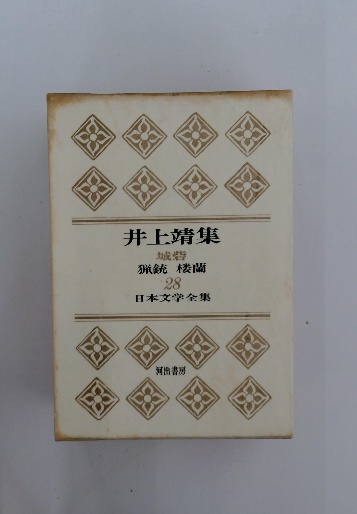 井上靖集
城砦
猟銃 楼蘭
28
日本文学全集
河出書房